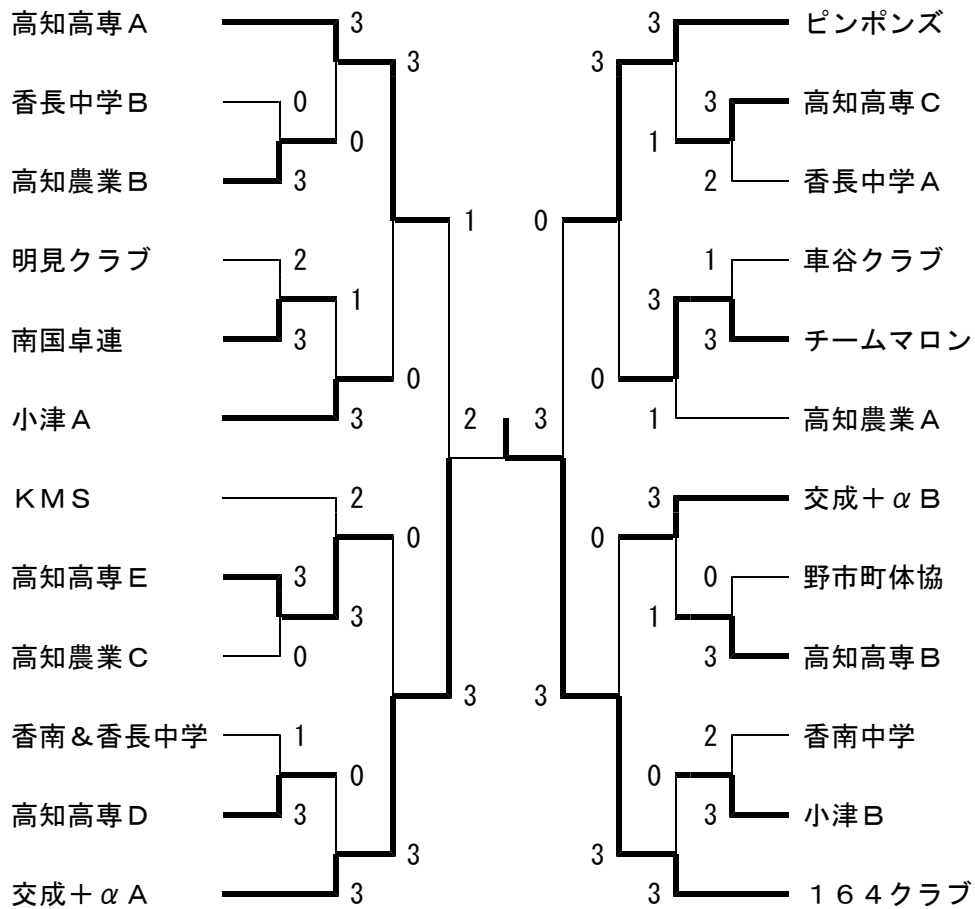 高知高専Ａ 3 3 ピンポンズ
3 3
香長中学Ｂ 0 3 高知高専Ｃ
0 1
高知農業Ｂ 3 2 香長中学Ａ
1 0
明見クラブ 2 1 車谷クラブ
1 3
南国卓連 3 3 チームマロン
0 0
小津Ａ 3 2 3 1 高知農業Ａ
ＫＭＳ 2 3 交成＋αＢ
0 0
高知高専Ｅ 3 0 野市町体協
3 1
高知農業Ｃ 0 3 高知高専Ｂ
3 3
香南＆香長中学 1 2 香南中学
0 0
高知高専Ｄ 3 3 小津Ｂ
3 3
交成＋αＡ 3 3 １６４クラブ